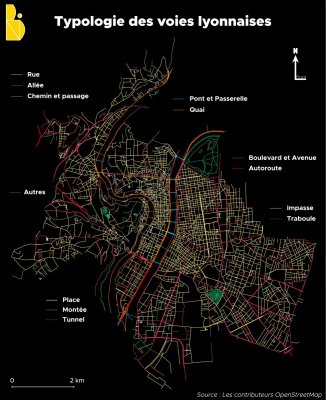 Typologie des voies lyonnaises
N
Rue
Allée
Chemin et passage
Pont et Passerelle
Quai
Boulevard et Avenue
Autoroute
Autres
Impasse
Traboule
Place
Montée
Tunnel
0 2 km
Source : Les contributeurs OpenStreetMap